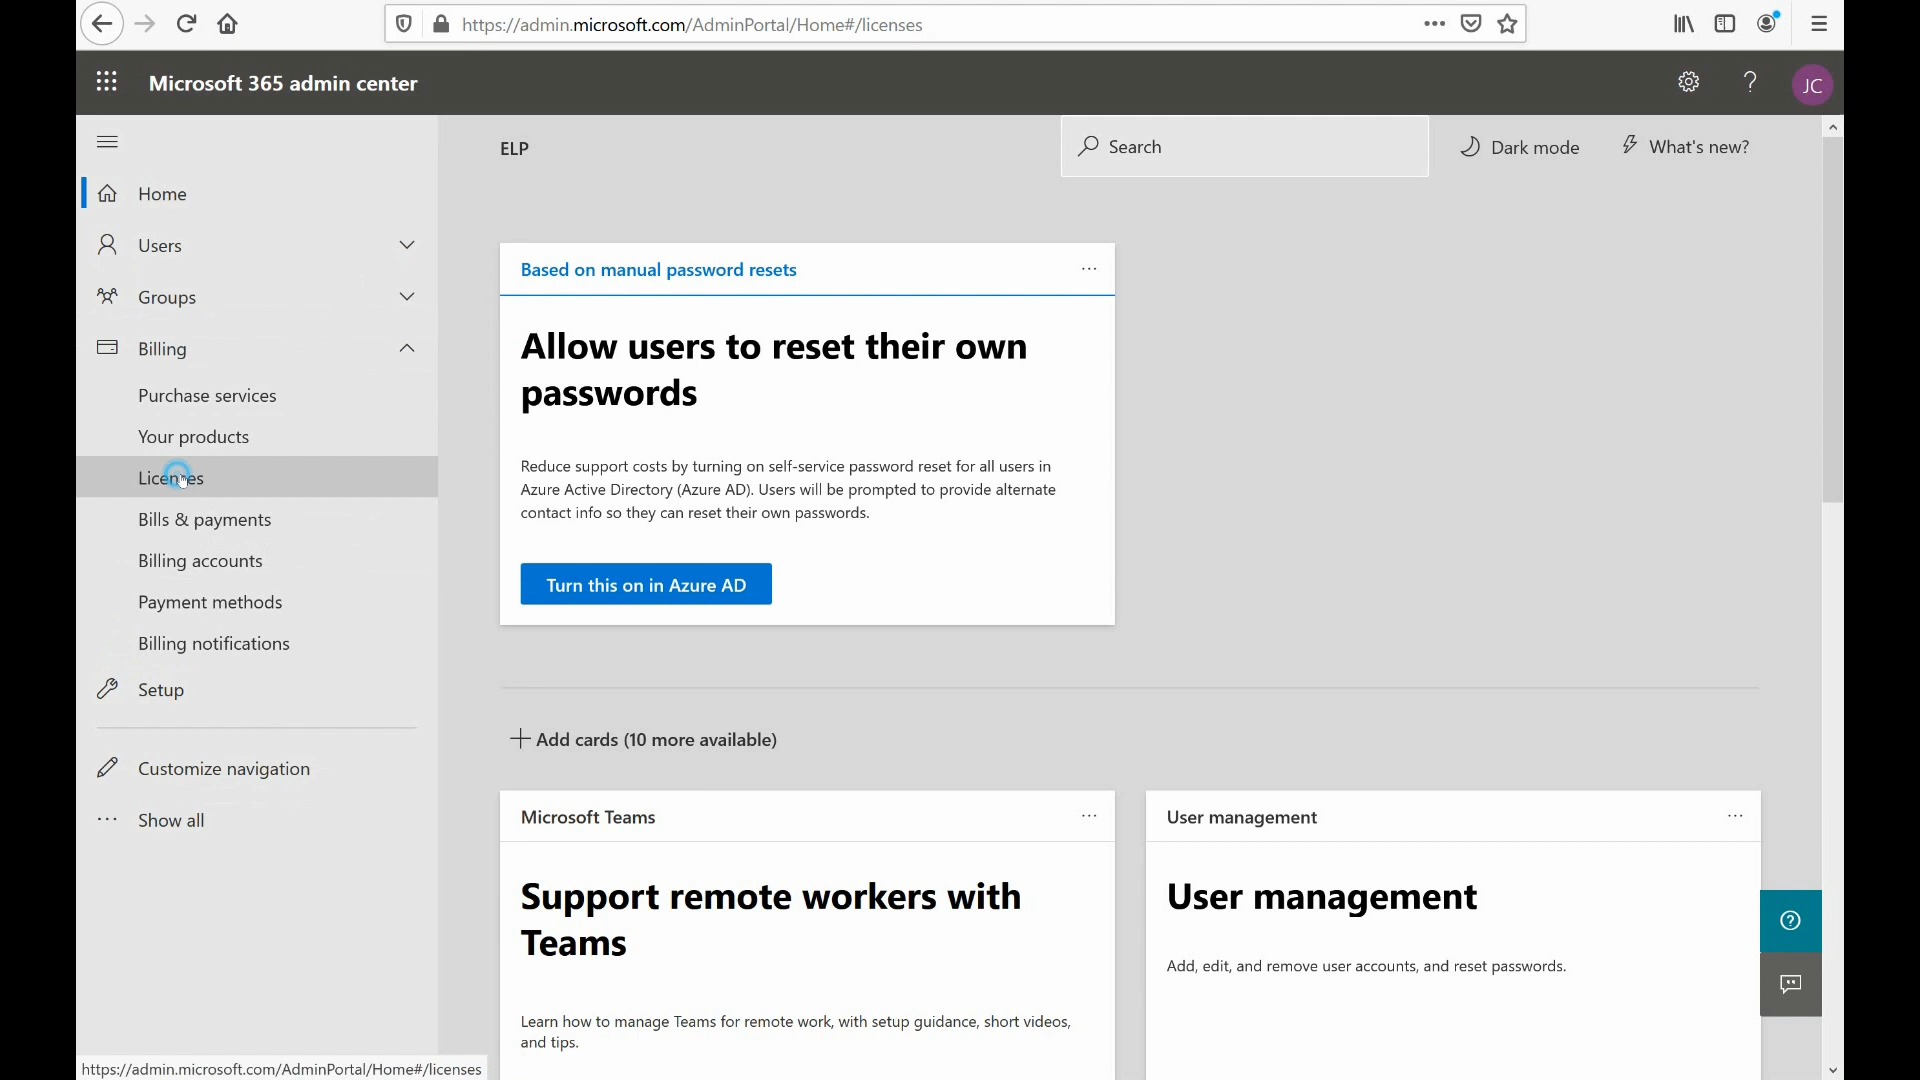 https://admin.microsoft.com/AdminPortal/Home#/licenses
Microsoft 365 admin center
JC
ELP
Search
Dark mode
What's new?
Home
Users
Groups
Billing
Purchase services
Your products
Licenses
Bills & payments
Billing accounts
Payment methods
Billing notifications
Setup
Customize navigation
Show all
Based on manual password resets
Allow users to reset their own
passwords
Reduce support costs by turning on self-service password reset for all users in
Azure Active Directory (Azure AD). Users will be prompted to provide alternate
contact info so they can reset their own passwords.
Turn this on in Azure AD
Add cards (10 more available)
Microsoft Teams
Support remote workers with
Teams
Learn how to manage Teams for remote work, with setup guidance, short videos,
and tips.
User management
User management
Add, edit, and remove user accounts, and reset passwords.
https://admin.microsoft.com/AdminPortal/Home#/licenses